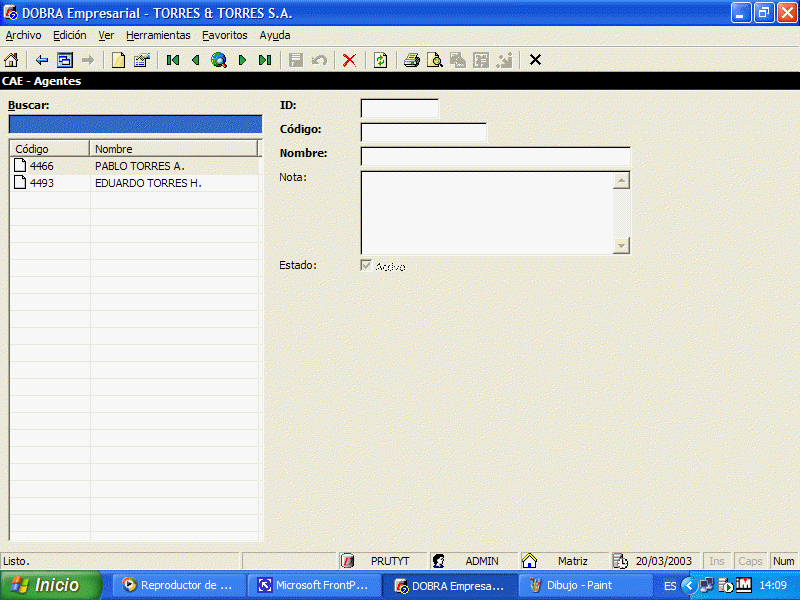 DOBRA Empresarial - TORRES & TORRES S.A.
Archivo Edición Ver Herramientas Favoritos Ayuda
CAE - Agentes
Buscar:
Código Nombre
4466 PABLO TORRES A.
4493 EDUARDO TORRES H.
ID:
Código:
Nombre:
Nota:
Estado: Activo
Listo. PRUTYT ADMIN Matriz 20/03/2003 Ins Caps Num
Inicio Reproductor de ... Microsoft FrontP... DOBRA Empresa... Dibujo - Paint ES 14:09